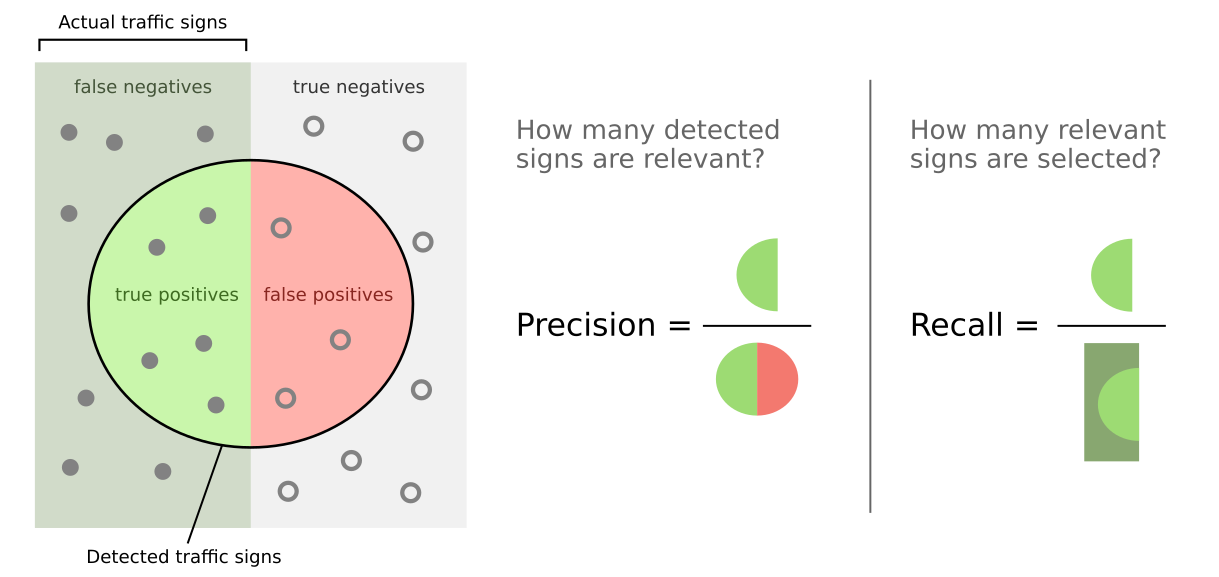 Actual traffic signs
false negatives
true negatives
true positives
false positives
Detected traffic signs
How many detected
signs are relevant?
Precision =
How many relevant
signs are selected?
Recall =